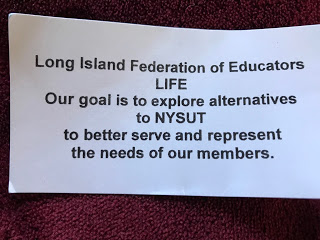 Long Island Federation of Educators
LIFE
Our goal is to explore alternatives
to NYSUT
to better serve and represent
the needs of our members.